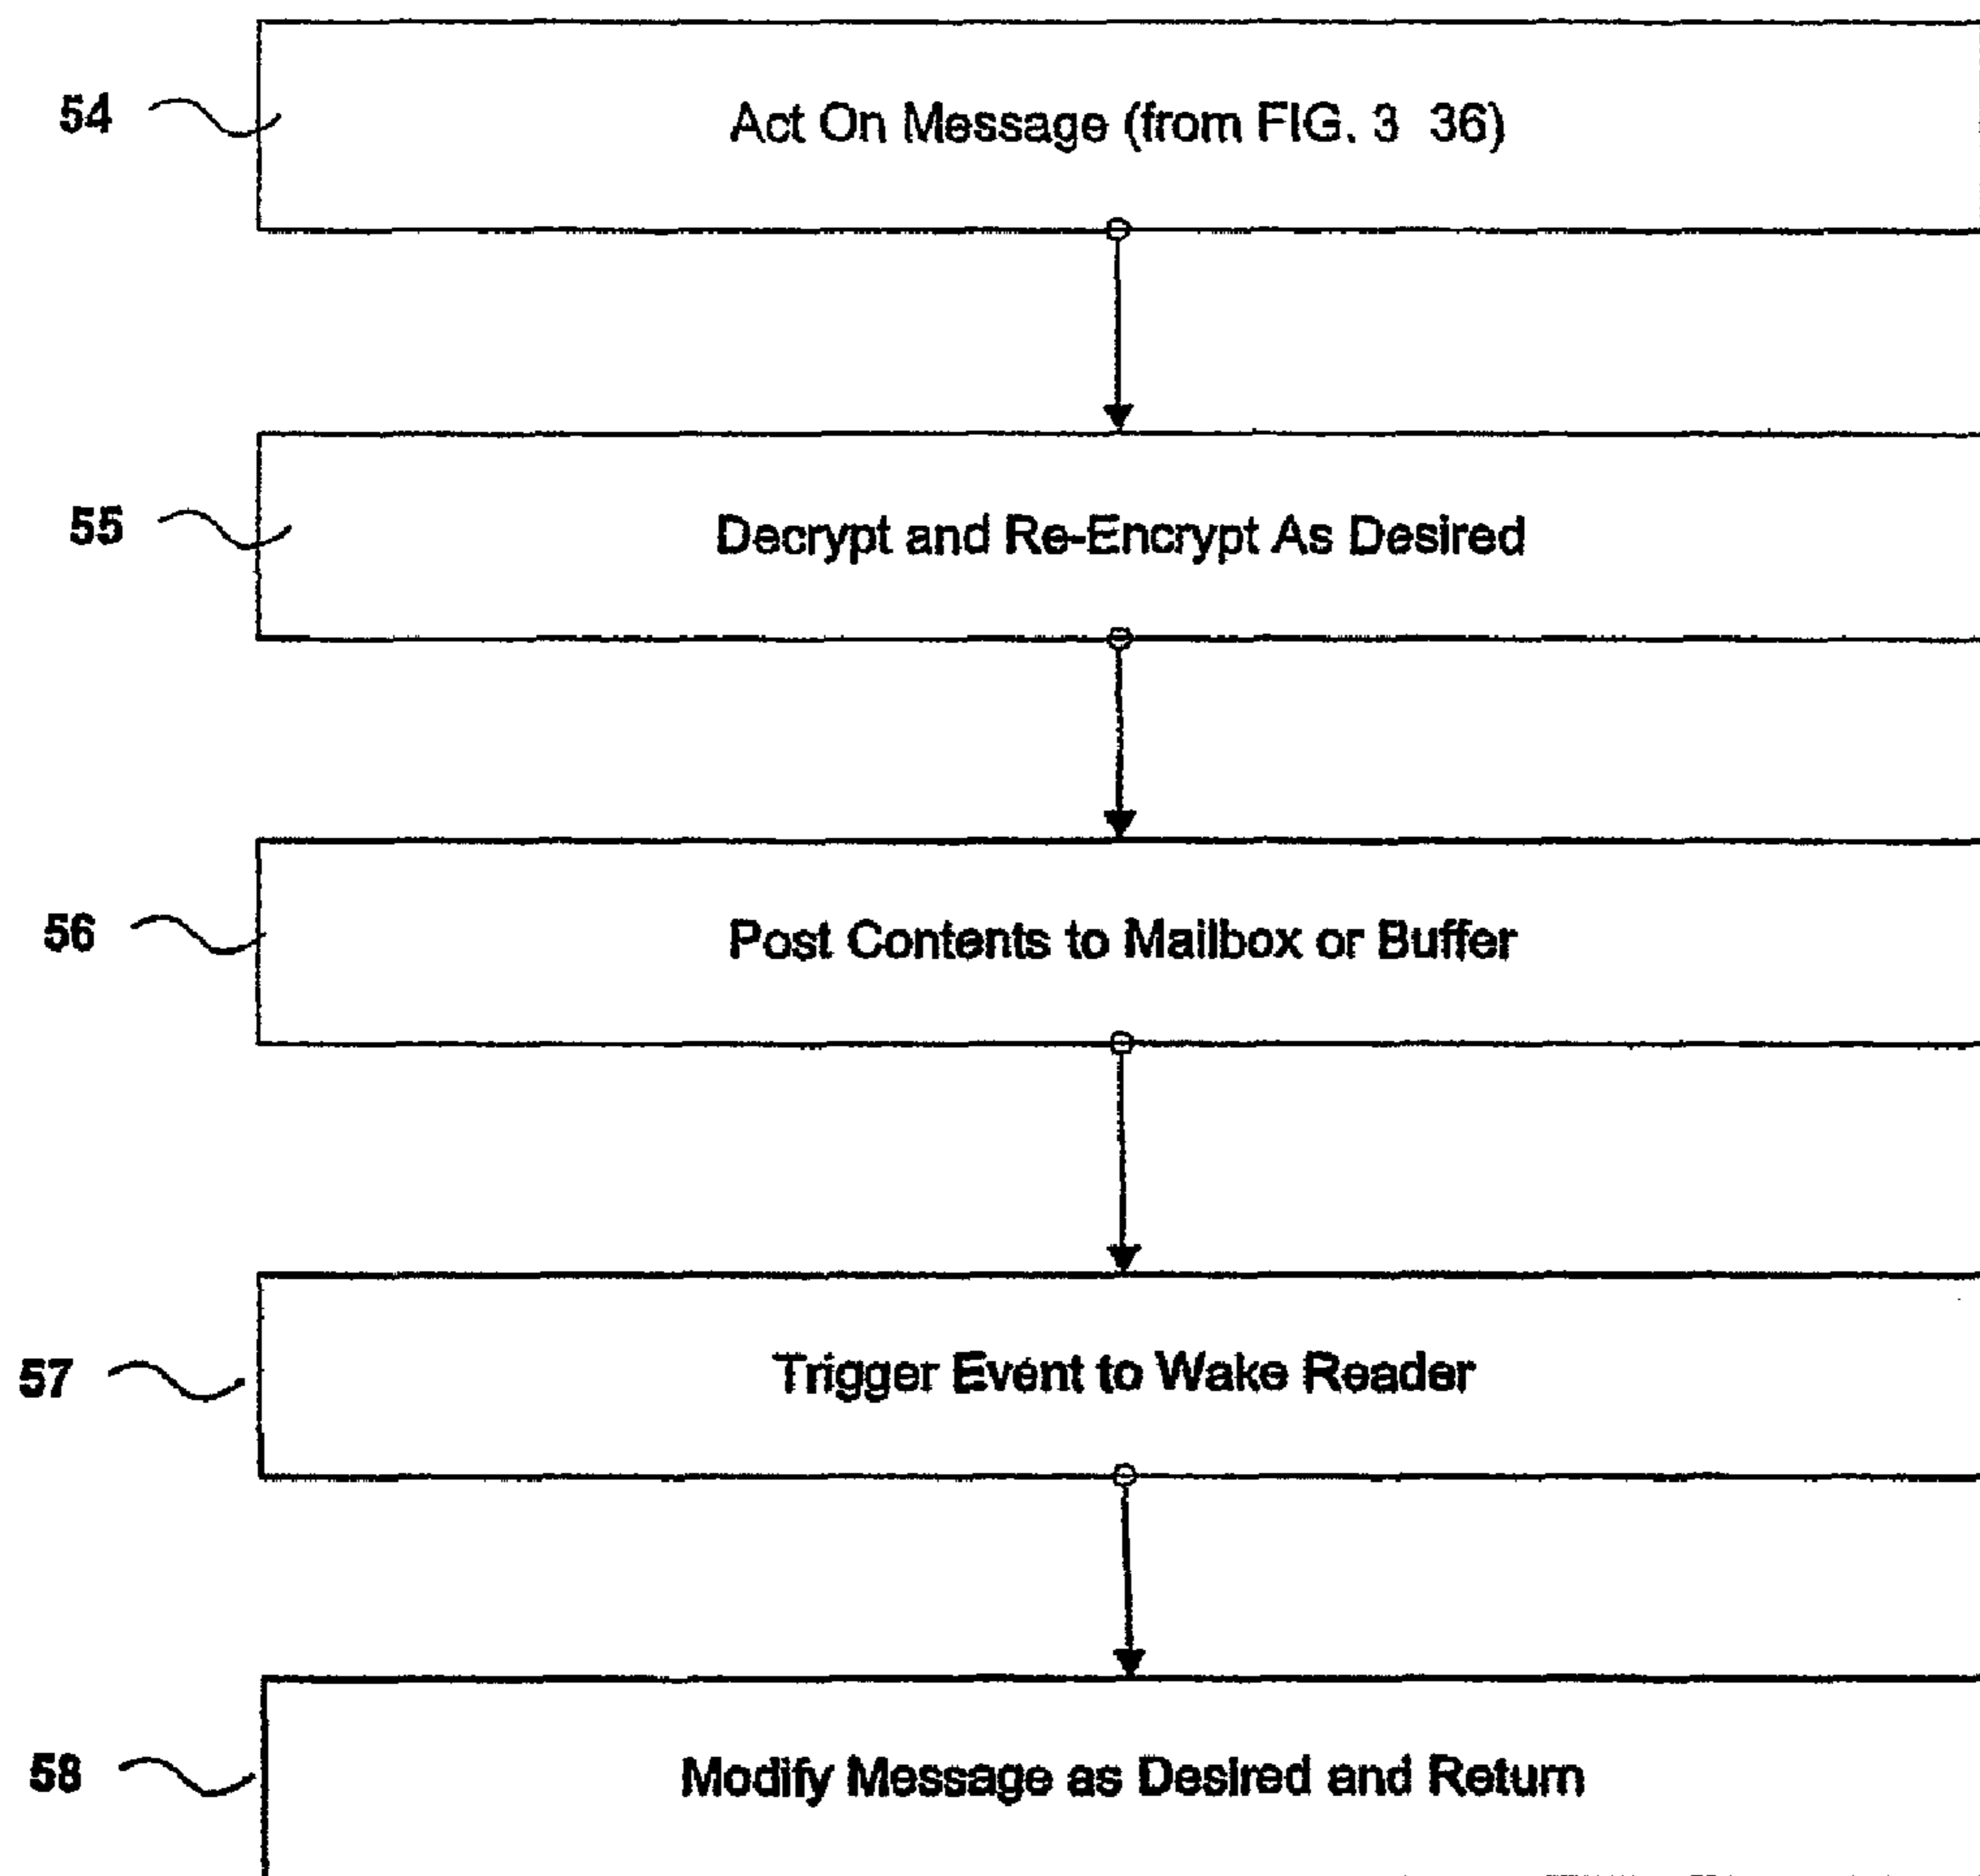 54 Act On Message (from FIG. 3 36)
55 Decrypt and Re-Encrypt As Desired
56 Post Contents to Mailbox or Buffer
57 Trigger Event to Wake Reader
58 Modify Message as Desired and Return